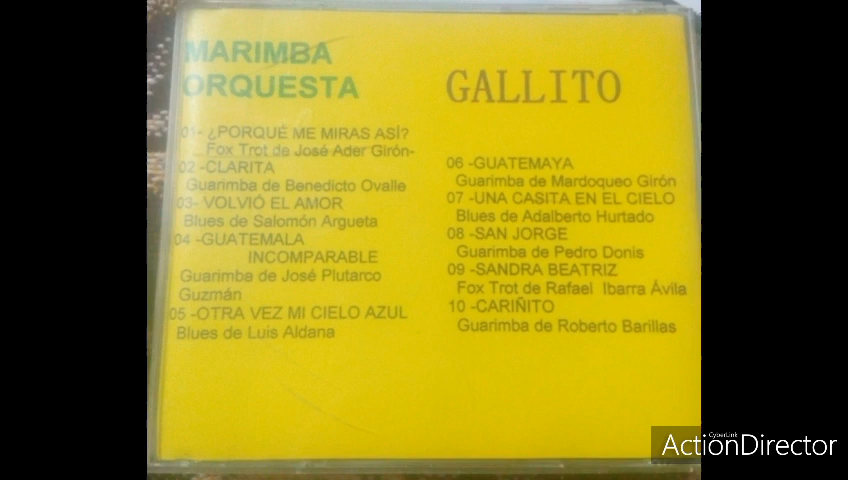 MARIMBA
ORQUESTA
GALLITO
01- ¿PORQUÉ ME MIRAS ASÍ?
Fox Trot de José Ader Girón-
02 -CLARITA
Guarimba de Benedicto Ovalle
03- VOLVIÓ EL AMOR
Blues de Salomón Argueta
04 -GUATEMALA
INCOMPARABLE
Guarimba de José Plutarco
Guzmán
05 -OTRA VEZ MI CIELO AZUL
Blues de Luis Aldana
06 -GUATEMAYA
Guarimba de Mardoqueo Girón
07 -UNA CASITA EN EL CIELO
Blues de Adalberto Hurtado
08 -SAN JORGE
Guarimba de Pedro Donis
09 -SANDRA BEATRIZ
Fox Trot de Rafael Ibarra Ávila
10 -CARIÑITO
Guarimba de Roberto Barillas
CyberLink
ActionDirector